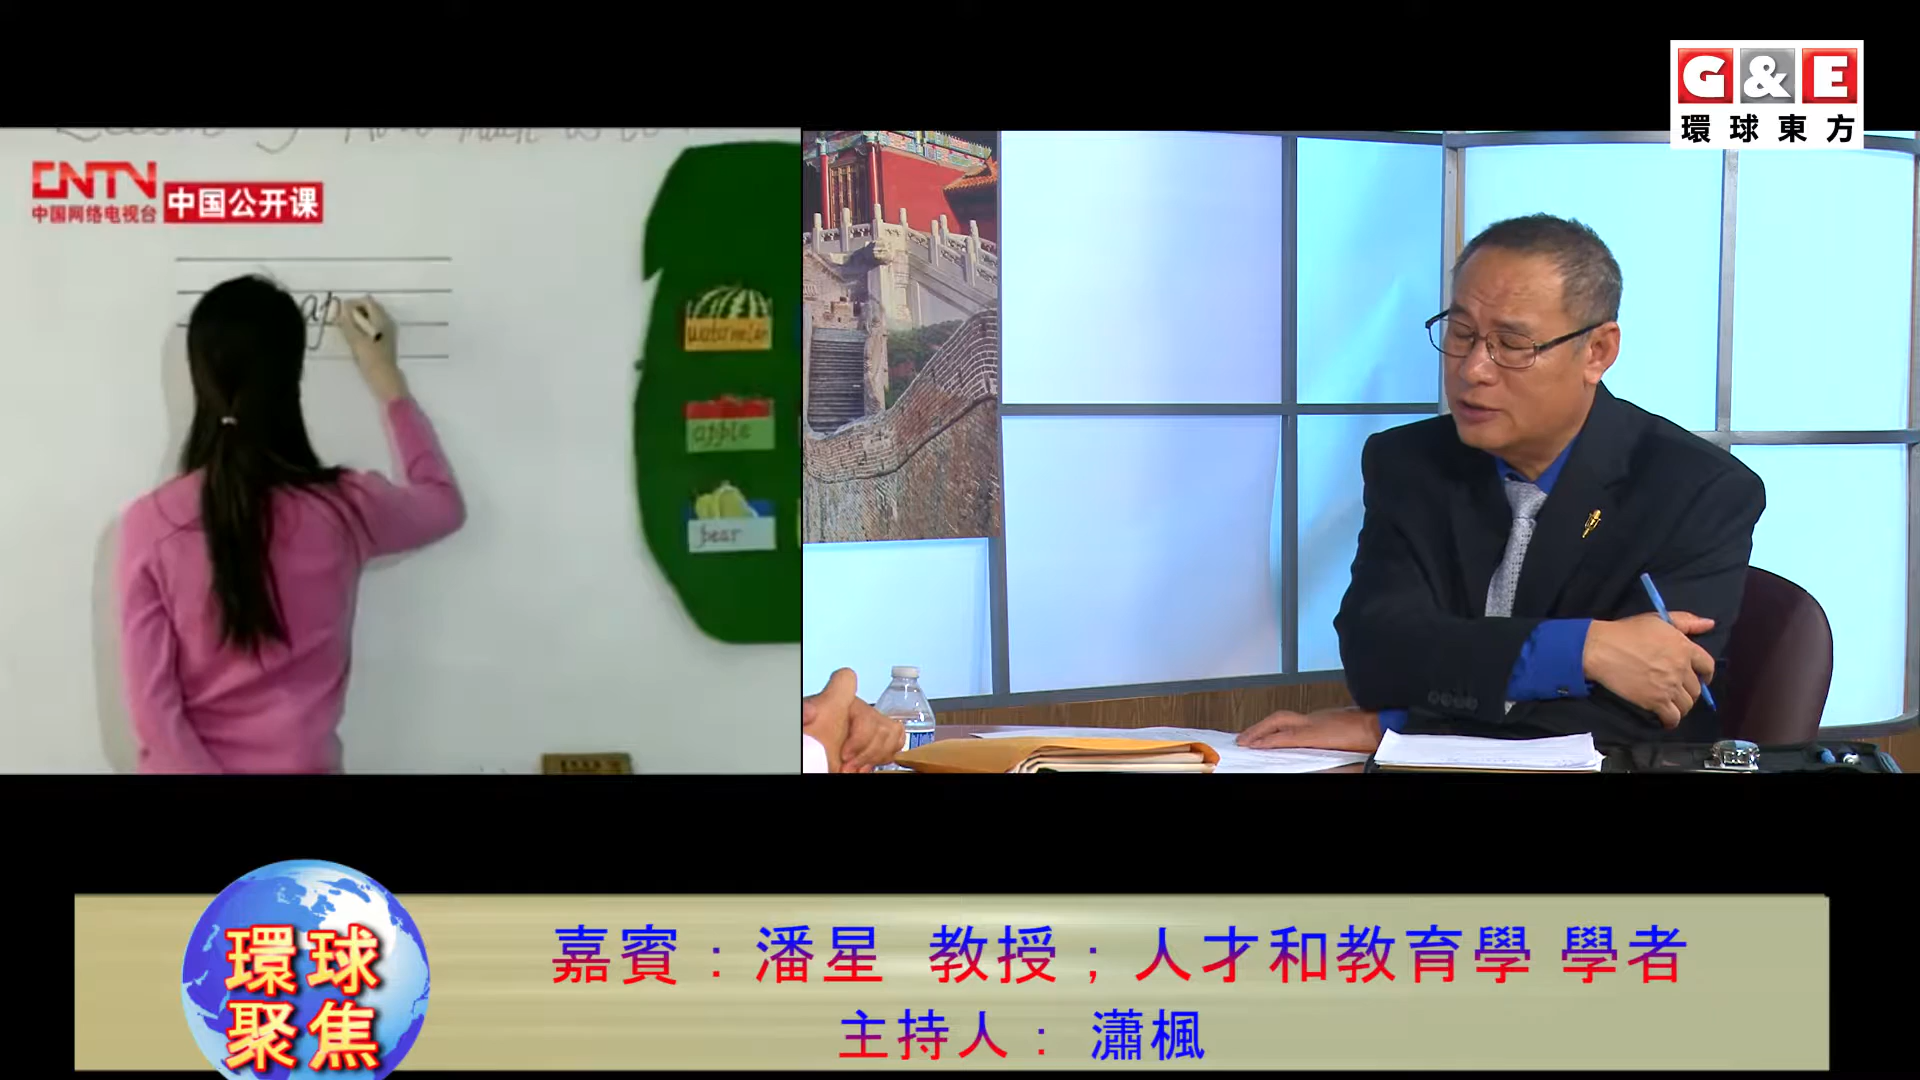 G&E
環球東方
CNTN
中国网络电视台
中国公开课
ap
watermelon
apple
pear
環球
聚焦
嘉賓：潘星 教授；人才和教育學 學者
主持人： 瀟楓